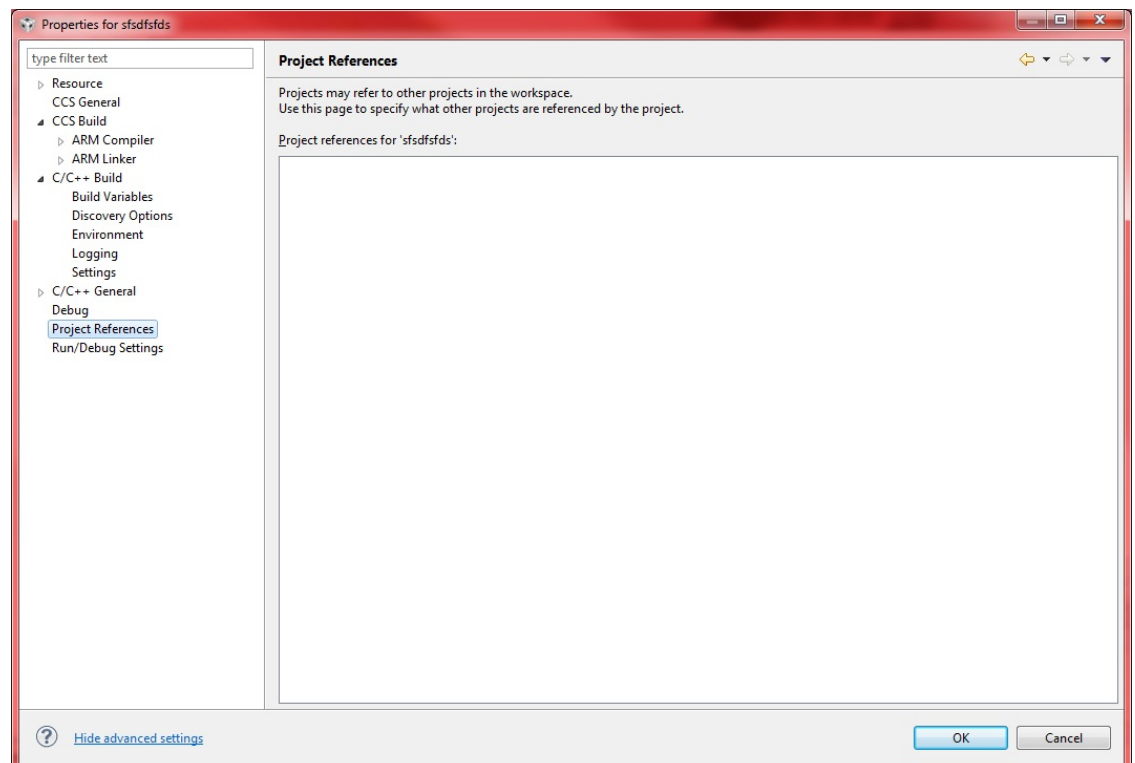 Properties for sfsdfsfds
type filter text
Resource
CCS General
CCS Build
ARM Compiler
ARM Linker
C/C++ Build
Build Variables
Discovery Options
Environment
Logging
Settings
C/C++ General
Debug
Project References
Run/Debug Settings
Project References
Projects may refer to other projects in the workspace.
Use this page to specify what other projects are referenced by the project.
Project references for 'sfsdfsfds':
Hide advanced settings
OK
Cancel